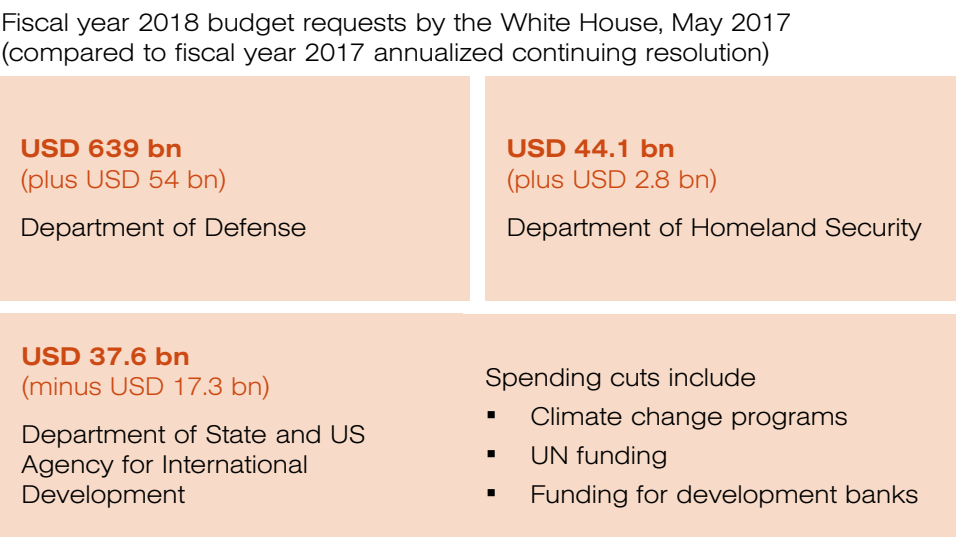 Fiscal year 2018 budget requests by the White House, May 2017
(compared to fiscal year 2017 annualized continuing resolution)
USD 639 bn
(plus USD 54 bn)
Department of Defense
USD 44.1 bn
(plus USD 2.8 bn)
Department of Homeland Security
USD 37.6 bn
(minus USD 17.3 bn)
Department of State and US
Agency for International
Development
Spending cuts include
▪ Climate change programs
▪ UN funding
▪ Funding for development banks